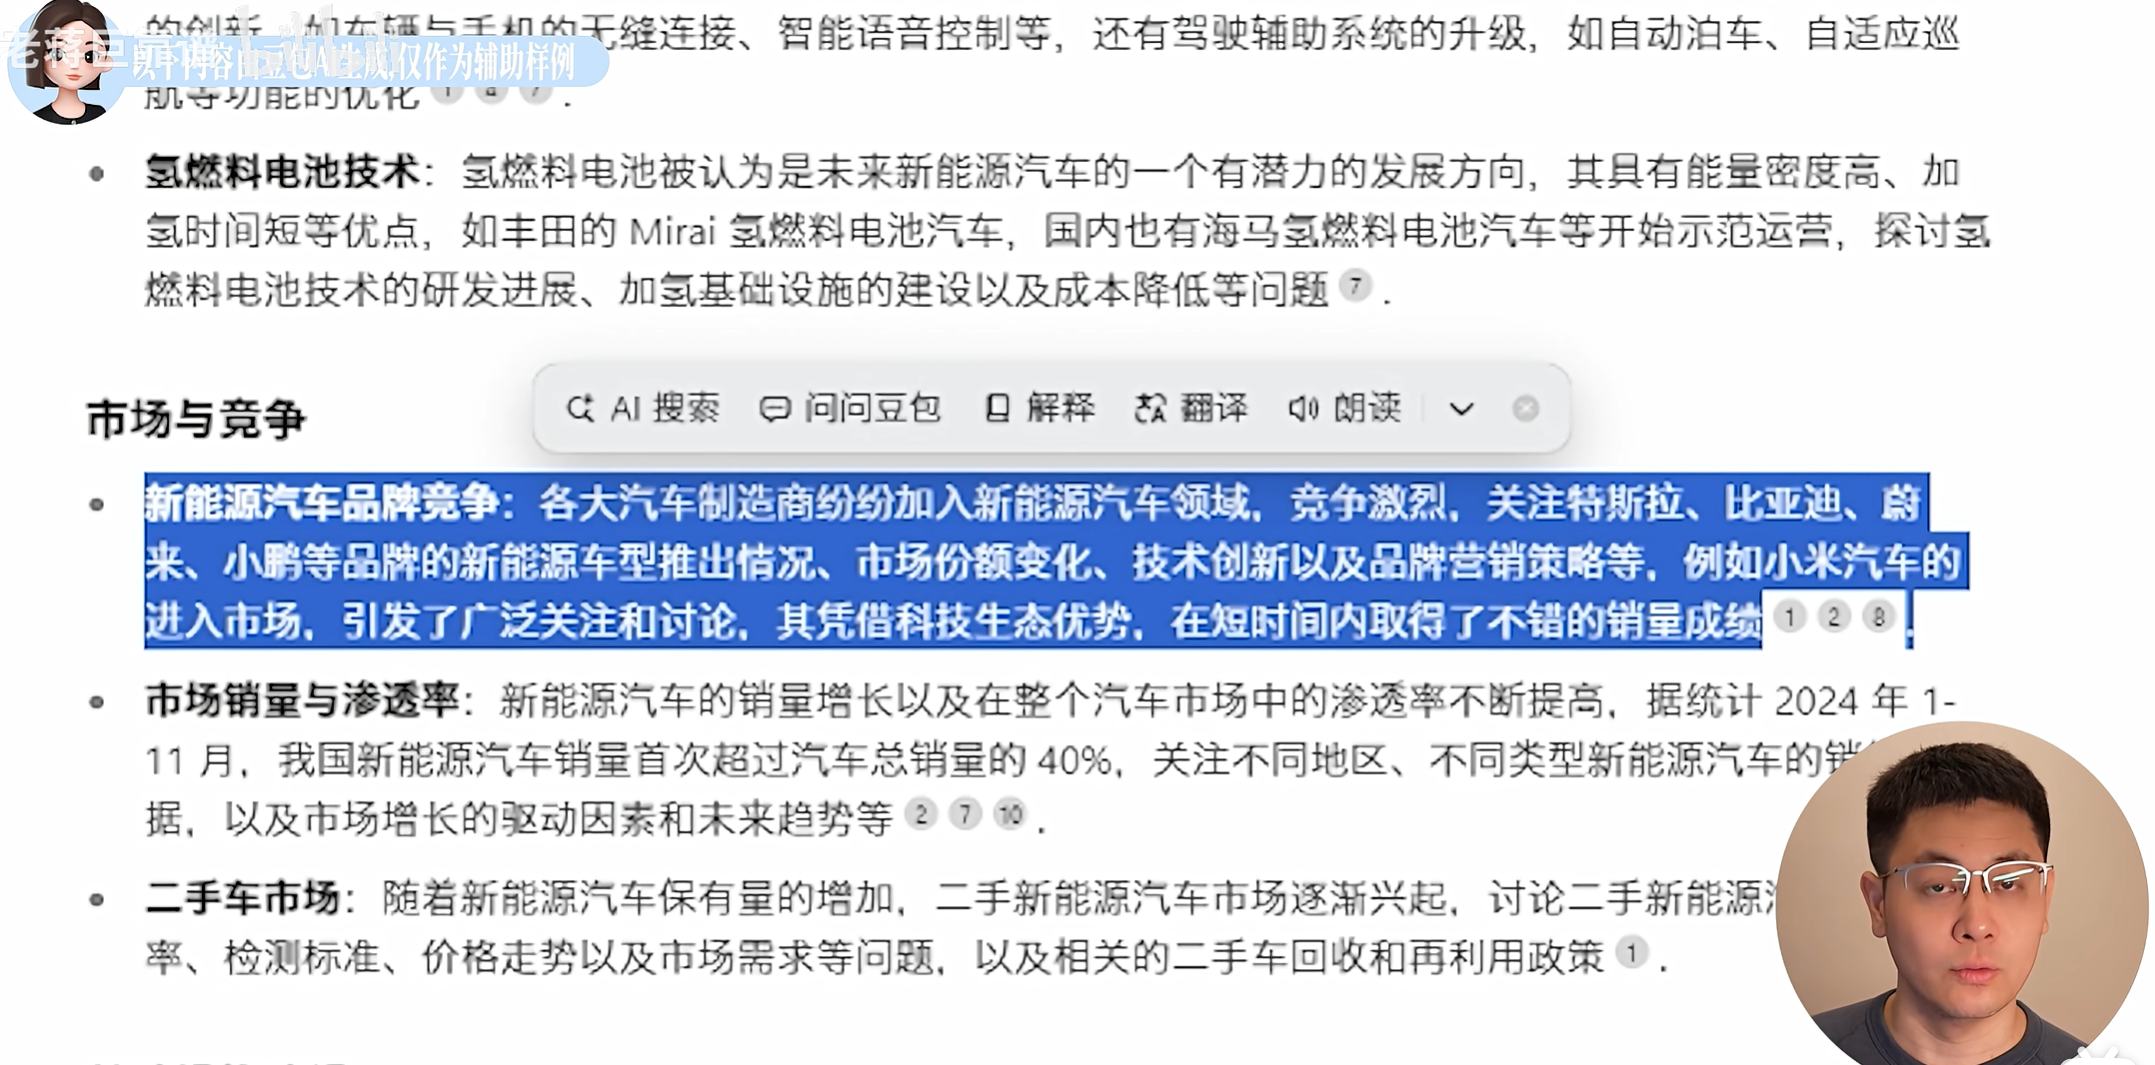 的创新，如车辆与手机的无缝连接、智能语音控制等，还有驾驶辅助系统的升级，如自动泊车、自适应巡
老蒋巨靠谱
以下内容由豆包AI生成,仅作为辅助样例
航等功能的优化 1 a 7 .
氢燃料电池技术：氢燃料电池被认为是未来新能源汽车的一个有潜力的发展方向，其具有能量密度高、加
氢时间短等优点，如丰田的 Mirai 氢燃料电池汽车，国内也有海马氢燃料电池汽车等开始示范运营，探讨氢
燃料电池技术的研发进展、加氢基础设施的建设以及成本降低等问题 7 .
AI 搜索 问问豆包 解释 翻译 朗读
市场与竞争
新能源汽车品牌竞争：各大汽车制造商纷纷加入新能源汽车领域，竞争激烈，关注特斯拉、比亚迪、蔚
来、小鹏等品牌的新能源车型推出情况、市场份额变化、技术创新以及品牌营销策略等，例如小米汽车的
进入市场，引发了广泛关注和讨论，其凭借科技生态优势，在短时间内取得了不错的销量成绩 1 2 8 .
市场销量与渗透率：新能源汽车的销量增长以及在整个汽车市场中的渗透率不断提高，据统计 2024 年 1-
11 月，我国新能源汽车销量首次超过汽车总销量的 40%，关注不同地区、不同类型新能源汽车的销
据，以及市场增长的驱动因素和未来趋势等 2 7 10 .
二手车市场：随着新能源汽车保有量的增加，二手新能源汽车市场逐渐兴起，讨论二手新能源
率、检测标准、价格走势以及市场需求等问题，以及相关的二手车回收和再利用政策 1 .